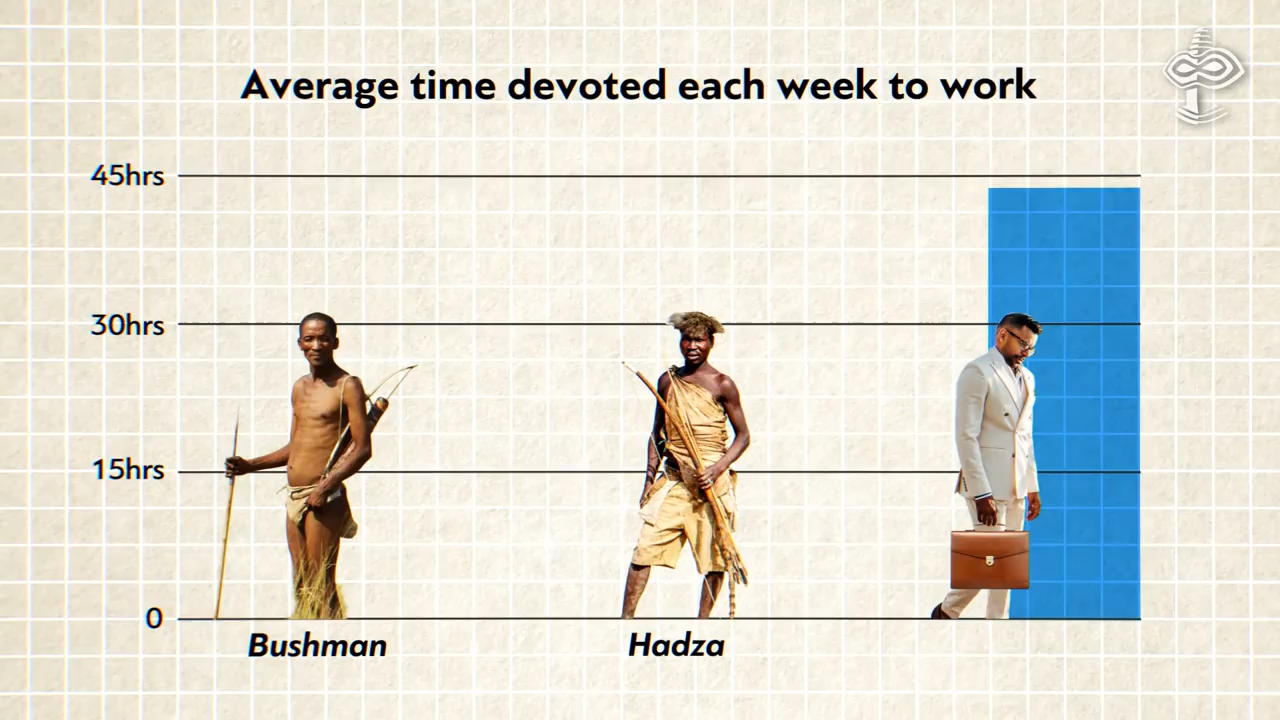 Average time devoted each week to work
45hrs
30hrs
15hrs
0
Bushman
Hadza